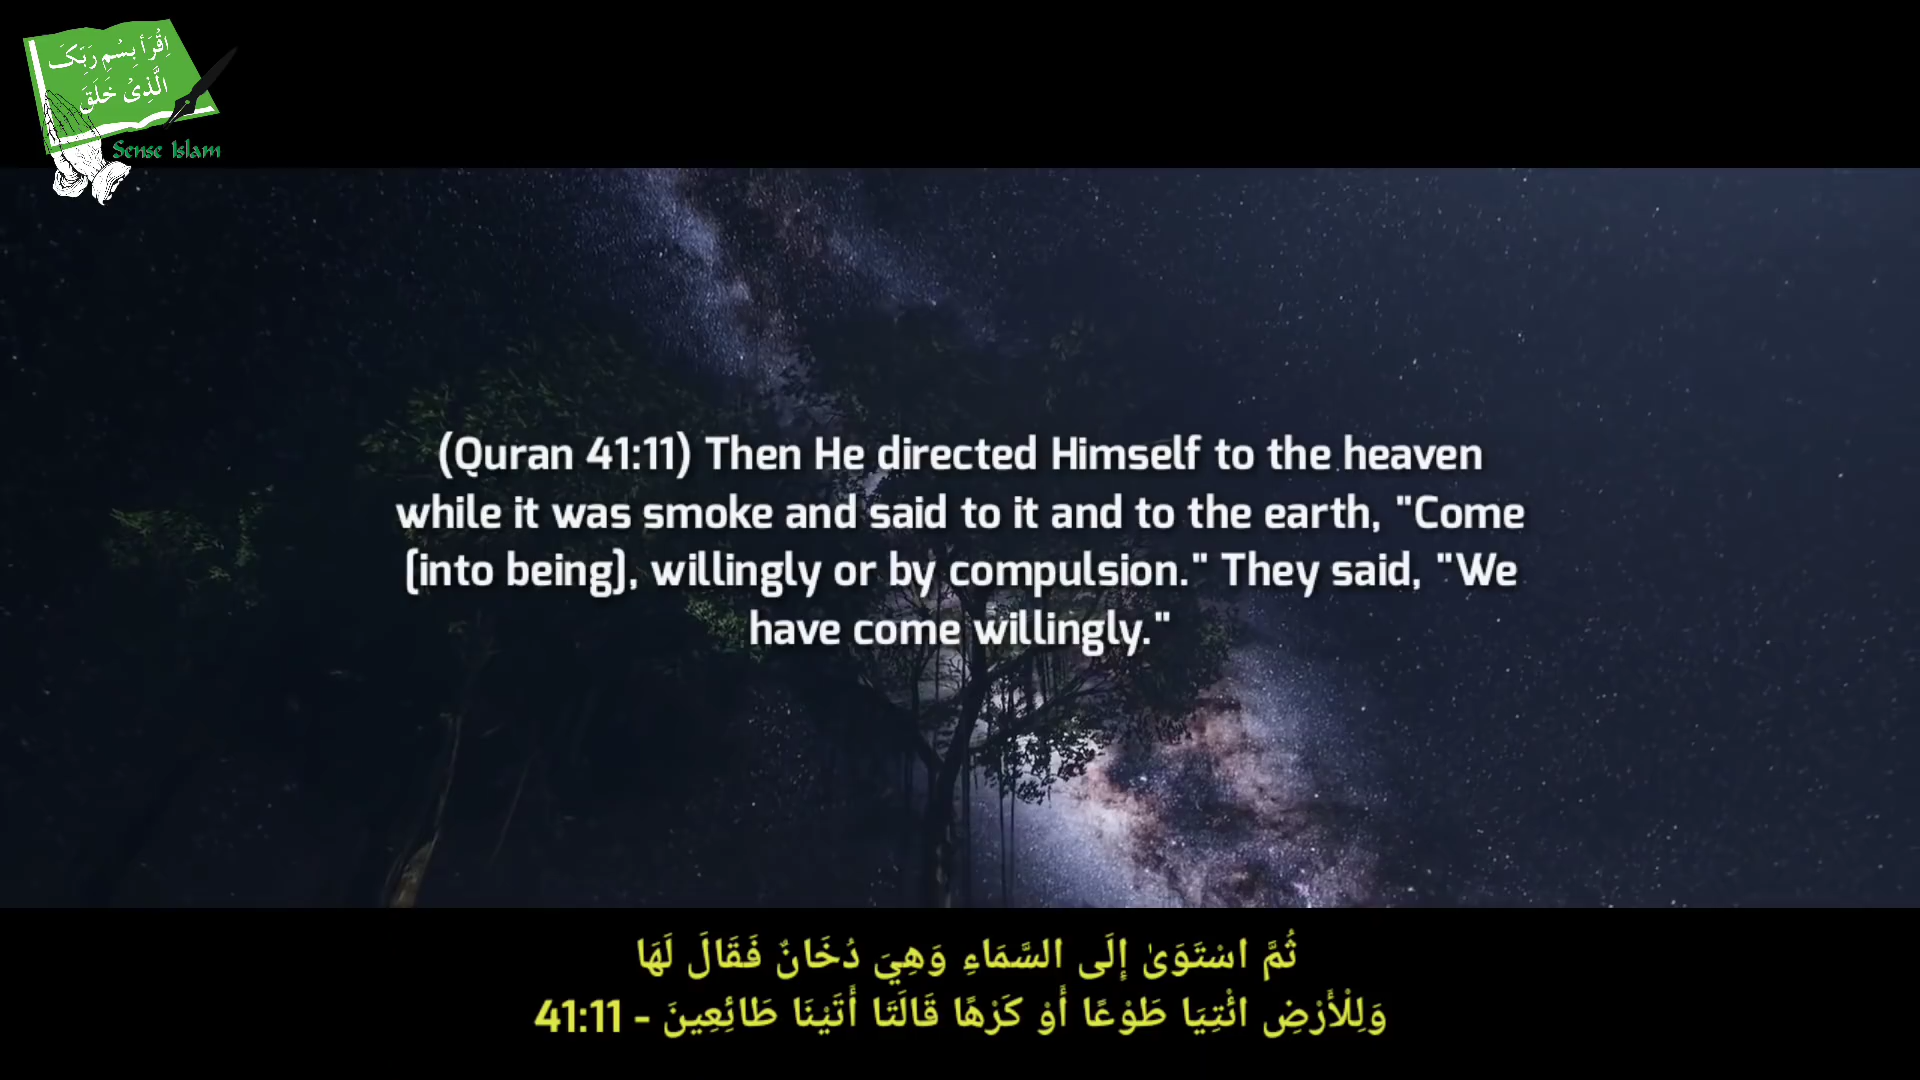 اِقْرَأْ بِسْمِ رَبِّكَ
الَّذِیْ خَلَقَ
Sense Islam
(Quran 41:11) Then He directed Himself to the heaven
while it was smoke and said to it and to the earth, "Come
[into being], willingly or by compulsion." They said, "We
have come willingly."
ثُمَّ اسْتَوَىٰ إِلَى السَّمَاءِ وَهِيَ دُخَانٌ فَقَالَ لَهَا
وَلِلْأَرْضِ ائْتِيَا طَوْعًا أَوْ كَرْهًا قَالَتَا أَتَيْنَا طَائِعِينَ - 41:11